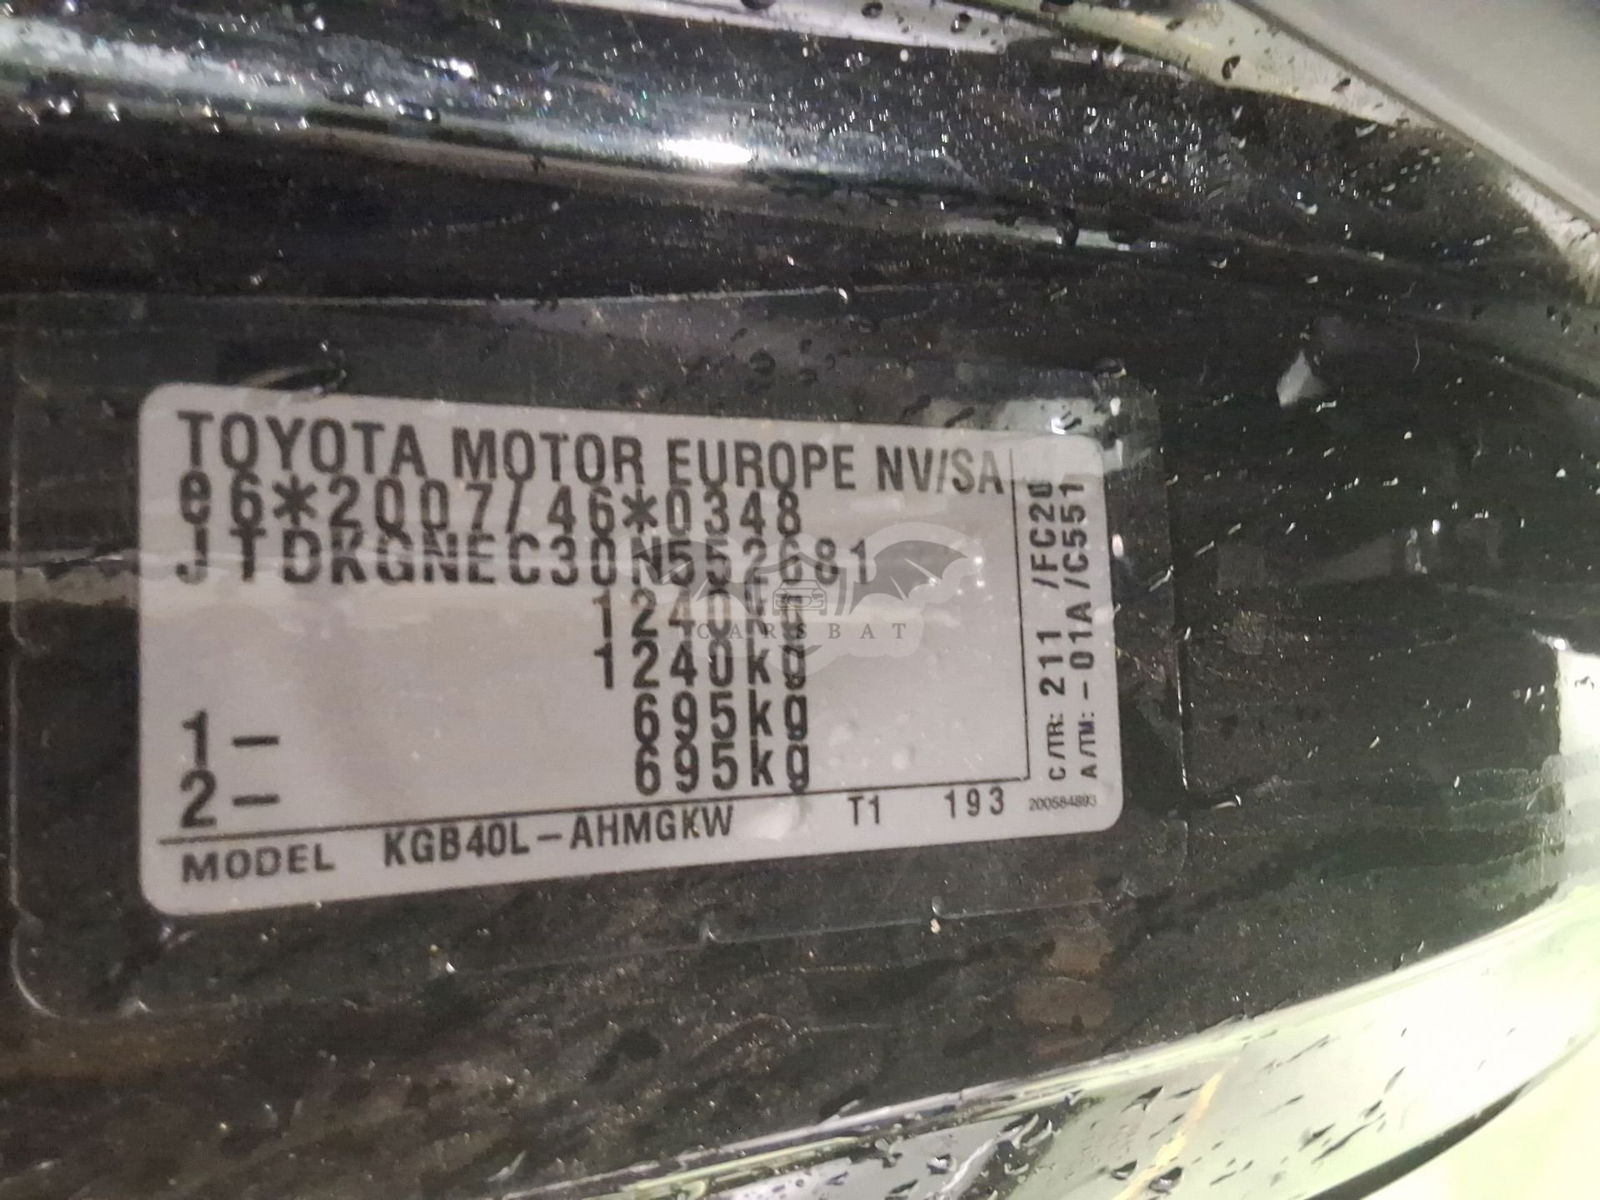 TOYOTA MOTOR EUROPE NV/SA
e6*2007/46*0348
JTDKGNEC30N552681
1240kg
1240kg
1- 695kg
2- 695kg
MODEL KGB40L-AHMGKW T1 193
C/TR: 211 /FC20
A/TM: -01A /C551
200584893
CARSBAT